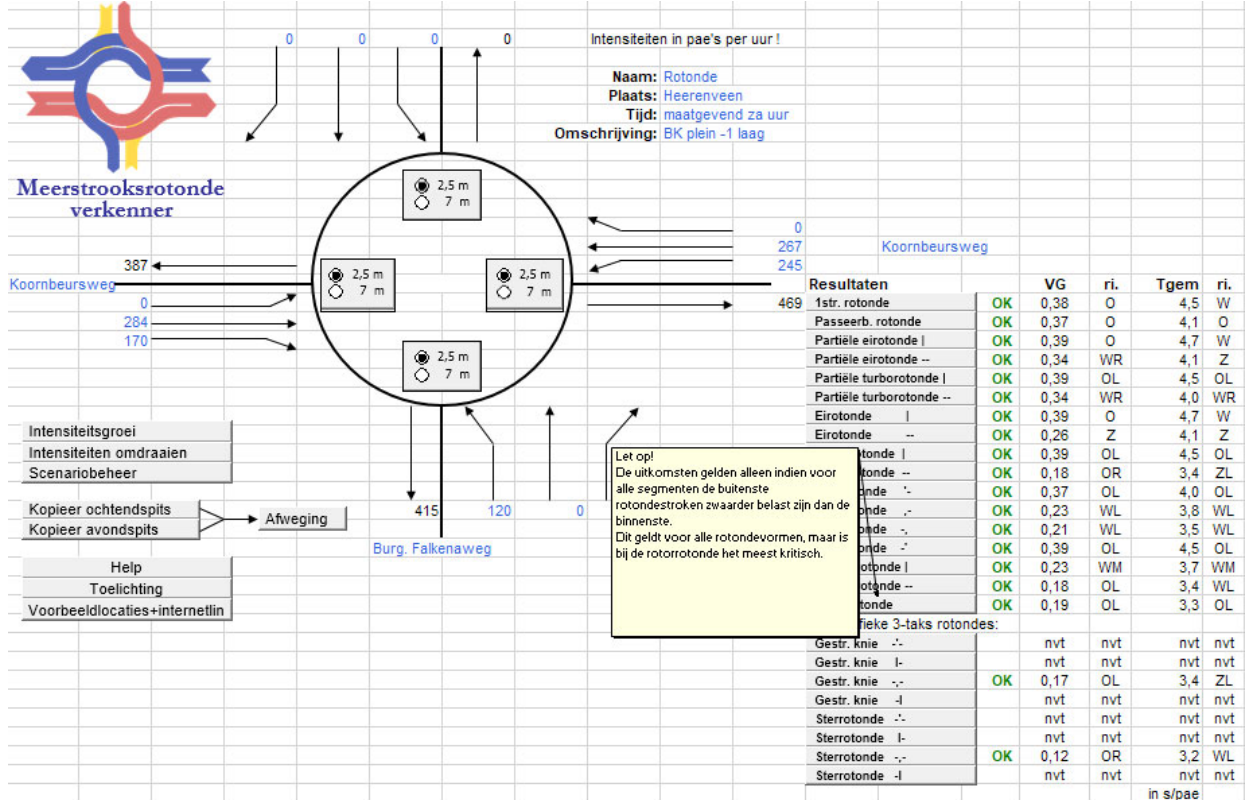 0 0 0 0 Intensiteiten in pae's per uur !
Naam: Rotonde
Plaats: Heerenveen
Tijd: maatgevend za uur
Omschrijving: BK plein -1 laag
Meerstrooksrotonde
verkenner
2,5 m
7 m
0
267 Koornbeursweg
245
387
Koornbeursweg
0
284
170
2,5 m
7 m
2,5 m
7 m
469
2,5 m
7 m
Resultaten VG ri. Tgem ri.
1str. rotonde OK 0,38 O 4,5 W
Passeerb. rotonde OK 0,37 O 4,1 O
Partiële eirotonde | OK 0,39 O 4,7 W
Partiële eirotonde -- OK 0,34 WR 4,1 Z
Partiële turborotonde | OK 0,39 OL 4,5 OL
Partiële turborotonde -- OK 0,34 WR 4,0 WR
Eirotonde | OK 0,39 O 4,7 W
Eirotonde -- OK 0,26 Z 4,1 Z
tonde | OK 0,39 OL 4,5 OL
tonde -- OK 0,18 OR 3,4 ZL
onde '- OK 0,37 OL 4,0 OL
onde ,- OK 0,23 WL 3,8 WL
onde -, OK 0,21 WL 3,5 WL
onde -' OK 0,39 OL 4,5 OL
otonde | OK 0,23 WM 3,7 WM
otonde -- OK 0,18 OL 3,4 WL
tonde OK 0,19 OL 3,3 OL
fieke 3-taks rotondes:
Gestr. knie -'- nvt nvt nvt nvt
Gestr. knie |- nvt nvt nvt nvt
Gestr. knie -,- OK 0,17 OL 3,4 ZL
Gestr. knie -| nvt nvt nvt nvt
Sterrotonde -'- nvt nvt nvt nvt
Sterrotonde |- nvt nvt nvt nvt
Sterrotonde -,- OK 0,12 OR 3,2 WL
Sterrotonde -| nvt nvt nvt nvt
in s/pae
Intensiteitsgroei
Intensiteiten omdraaien
Scenariobeheer
Kopieer ochtendspits
Kopieer avondspits
Afweging
Help
Toelichting
Voorbeeldlocaties+internetlin
415 120 0
Burg. Falkenaweg
Let op!
De uitkomsten gelden alleen indien voor
alle segmenten de buitenste
rotondestroken zwaarder belast zijn dan de
binnenste.
Dit geldt voor alle rotondevormen, maar is
bij de rotorrotonde het meest kritisch.